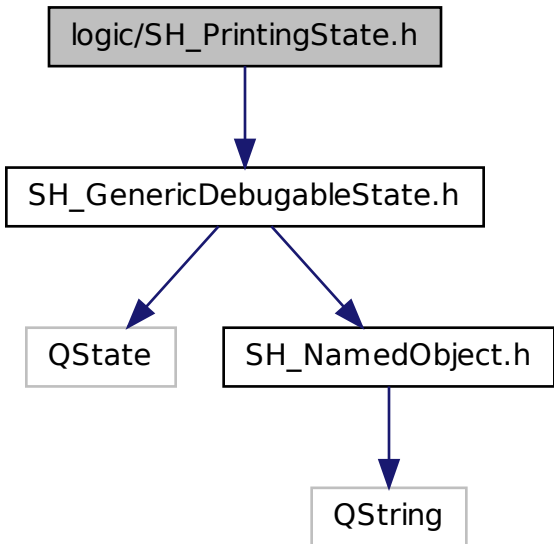 logic/SH_PrintingState.h
SH_GenericDebugableState.h
QState
SH_NamedObject.h
QString